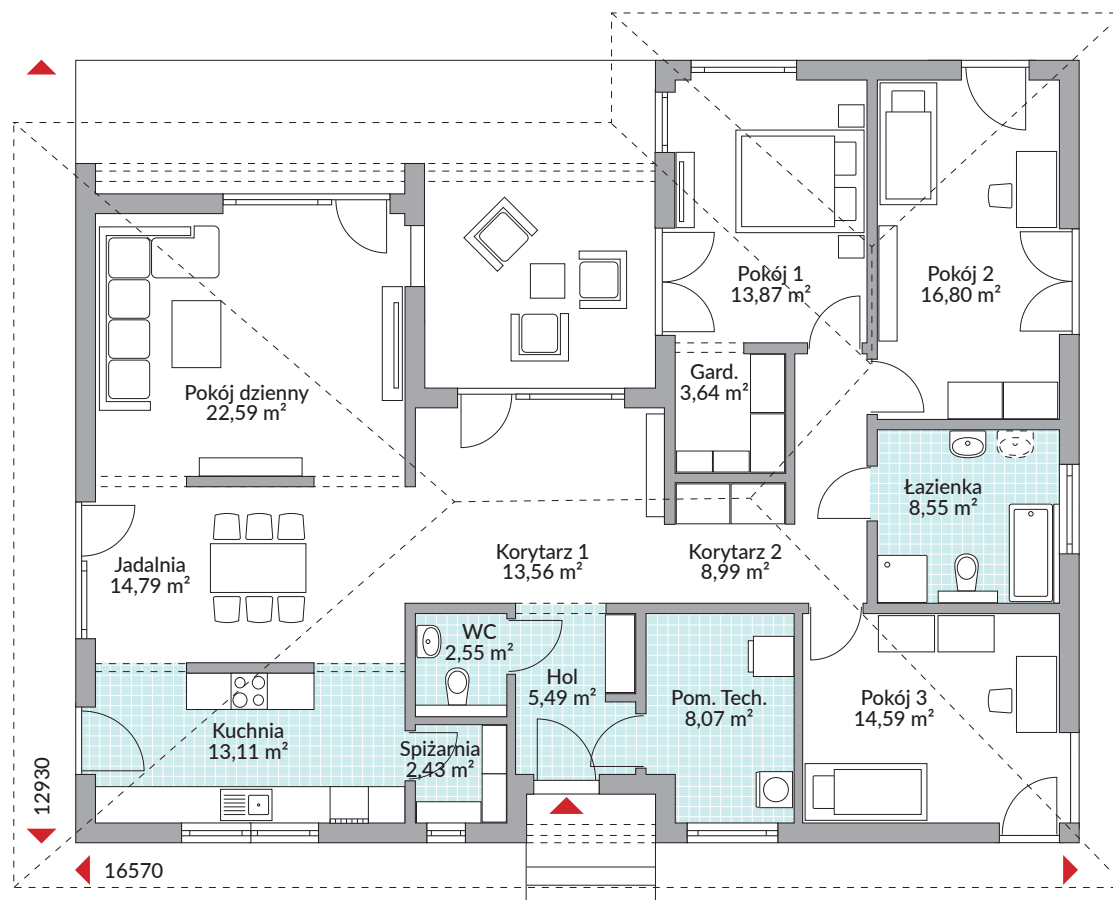 Pokój 1
13,87 m²
Pokój 2
16,80 m²
Pokój dzienny
22,59 m²
Gard.
3,64 m²
Łazienka
8,55 m²
Jadalnia
14,79 m²
Korytarz 1
13,56 m²
Korytarz 2
8,99 m²
WC
2,55 m²
Hol
5,49 m²
Pom. Tech.
8,07 m²
Pokój 3
14,59 m²
Kuchnia
13,11 m²
Spiżarnia
2,43 m²
12930
16570